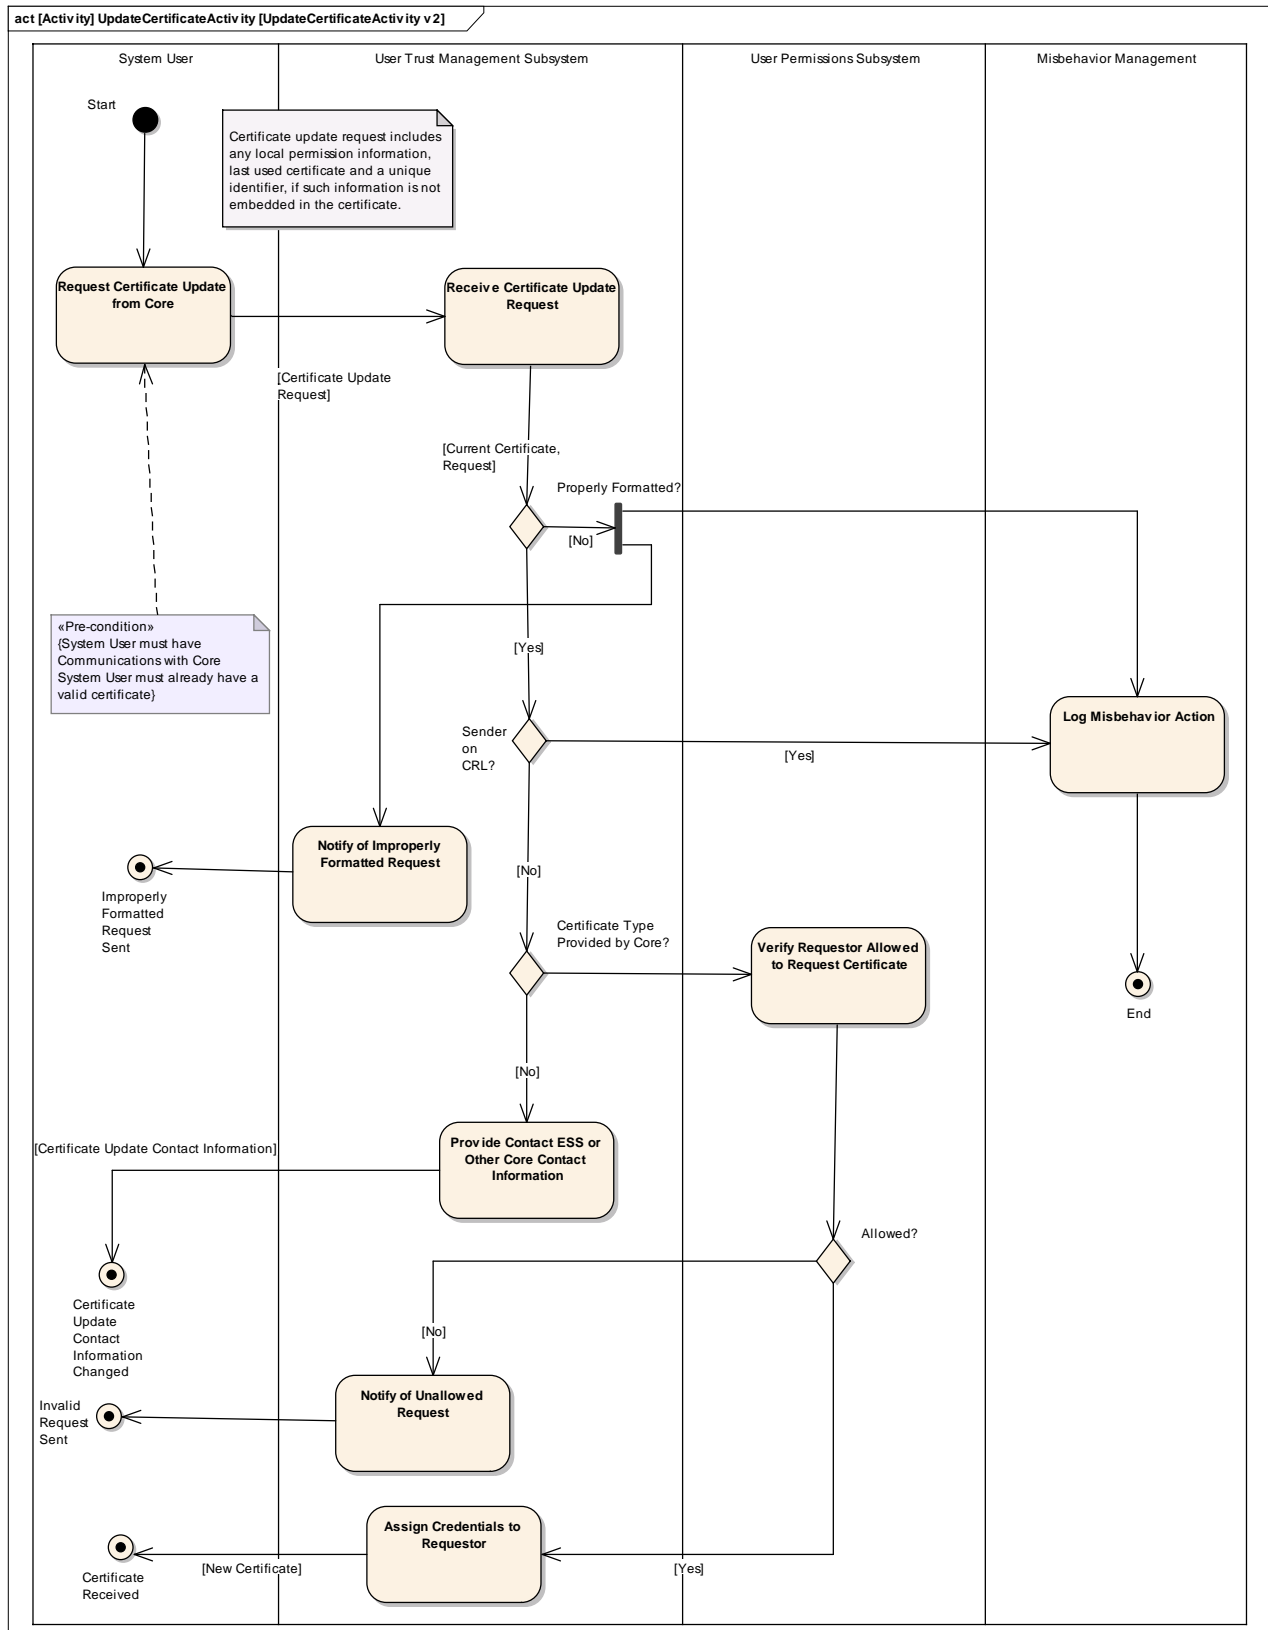 act [Activity] UpdateCertificateActivity [UpdateCertificateActivity v2]
System User
User Trust Management Subsystem
User Permissions Subsystem
Misbehavior Management
Start
Certificate update request includes
any local permission information,
last used certificate and a unique
identifier, if such information is not
embedded in the certificate.
Request Certificate Update
from Core
Receive Certificate Update
Request
[Certificate Update
Request]
[Current Certificate,
Request]
Properly Formatted?
[No]
«Pre-condition»
{System User must have
Communications with Core
System User must already have a
valid certificate}
[Yes]
Sender
on
CRL?
[Yes]
Log Misbehavior Action
Notify of Improperly
Formatted Request
[No]
Improperly
Formatted
Request
Sent
Certificate Type
Provided by Core?
Verify Requestor Allowed
to Request Certificate
End
[No]
[Certificate Update Contact Information]
Provide Contact ESS or
Other Core Contact
Information
Allowed?
Certificate
Update
Contact
Information
Changed
[No]
Invalid
Request
Sent
Notify of Unallowed
Request
Assign Credentials to
Requestor
[New Certificate]
[Yes]
Certificate
Received